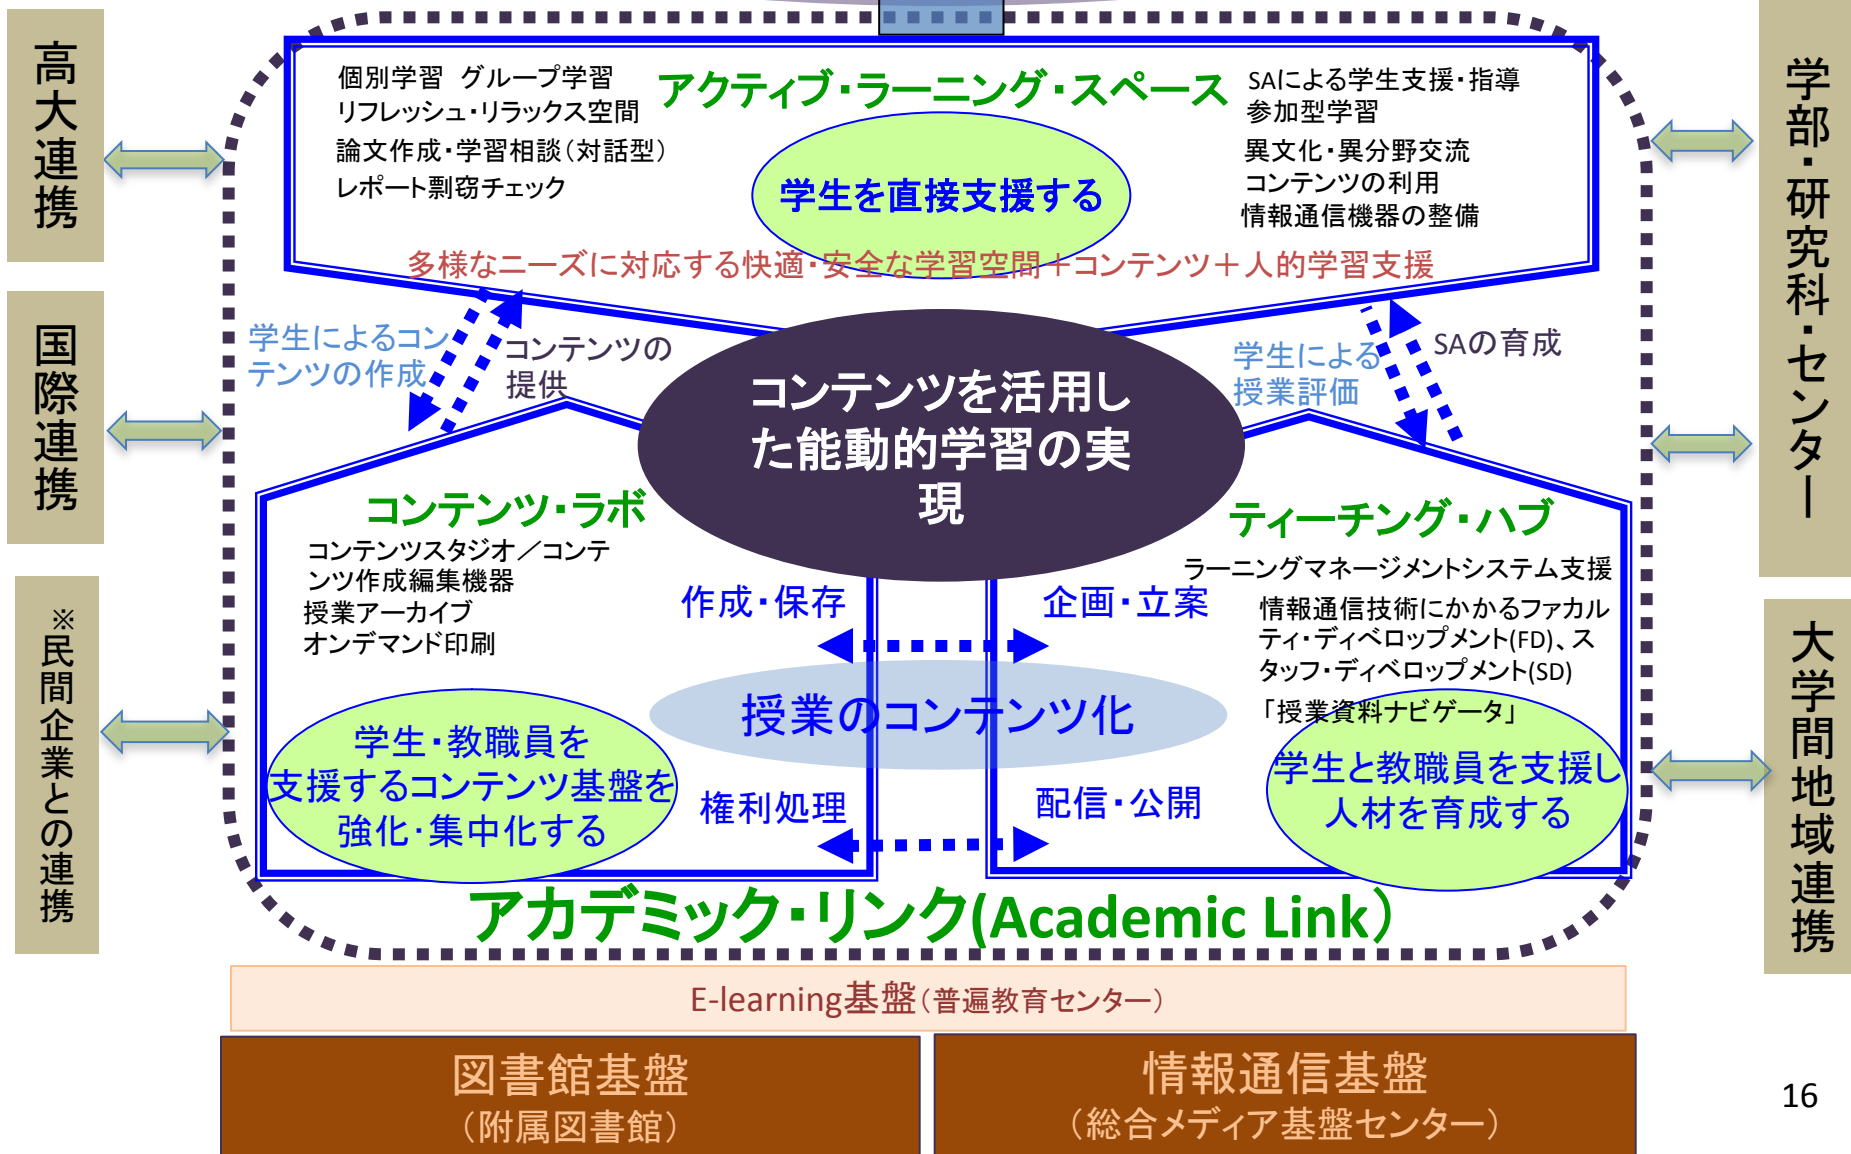 高大連携
国際連携
※民間企業との連携
個別学習 グループ学習
リフレッシュ・リラックス空間
論文作成・学習相談(対話型)
レポート剽窃チェック
アクティブ・ラーニング・スペース
学生を直接支援する
SAによる学生支援・指導
参加型学習
異文化・異分野交流
コンテンツの利用
情報通信機器の整備
多様なニーズに対応する快適・安全な学習空間+コンテンツ+人的学習支援
学生によるコン
テンツの作成
コンテンツの
提供
コンテンツを活用し
た能動的学習の実
現
学生による
授業評価
SAの育成
コンテンツ・ラボ
コンテンツスタジオ/コンテ
ンツ作成編集機器
授業アーカイブ
オンデマンド印刷
学生・教職員を
支援するコンテンツ基盤を
強化・集中化する
作成・保存
企画・立案
授業のコンテンツ化
権利処理
配信・公開
ティーチング・ハブ
ラーニングマネージメントシステム支援
情報通信技術にかかるファカル
ティ・ディベロップメント(FD)、ス
タッフ・ディベロップメント(SD)
「授業資料ナビゲータ」
学生と教職員を支援し
人材を育成する
アカデミック・リンク(Academic Link)
学部・研究科・センター
大学間地域連携
E-learning基盤(普遍教育センター)
図書館基盤
(附属図書館)
情報通信基盤
(総合メディア基盤センター)
16